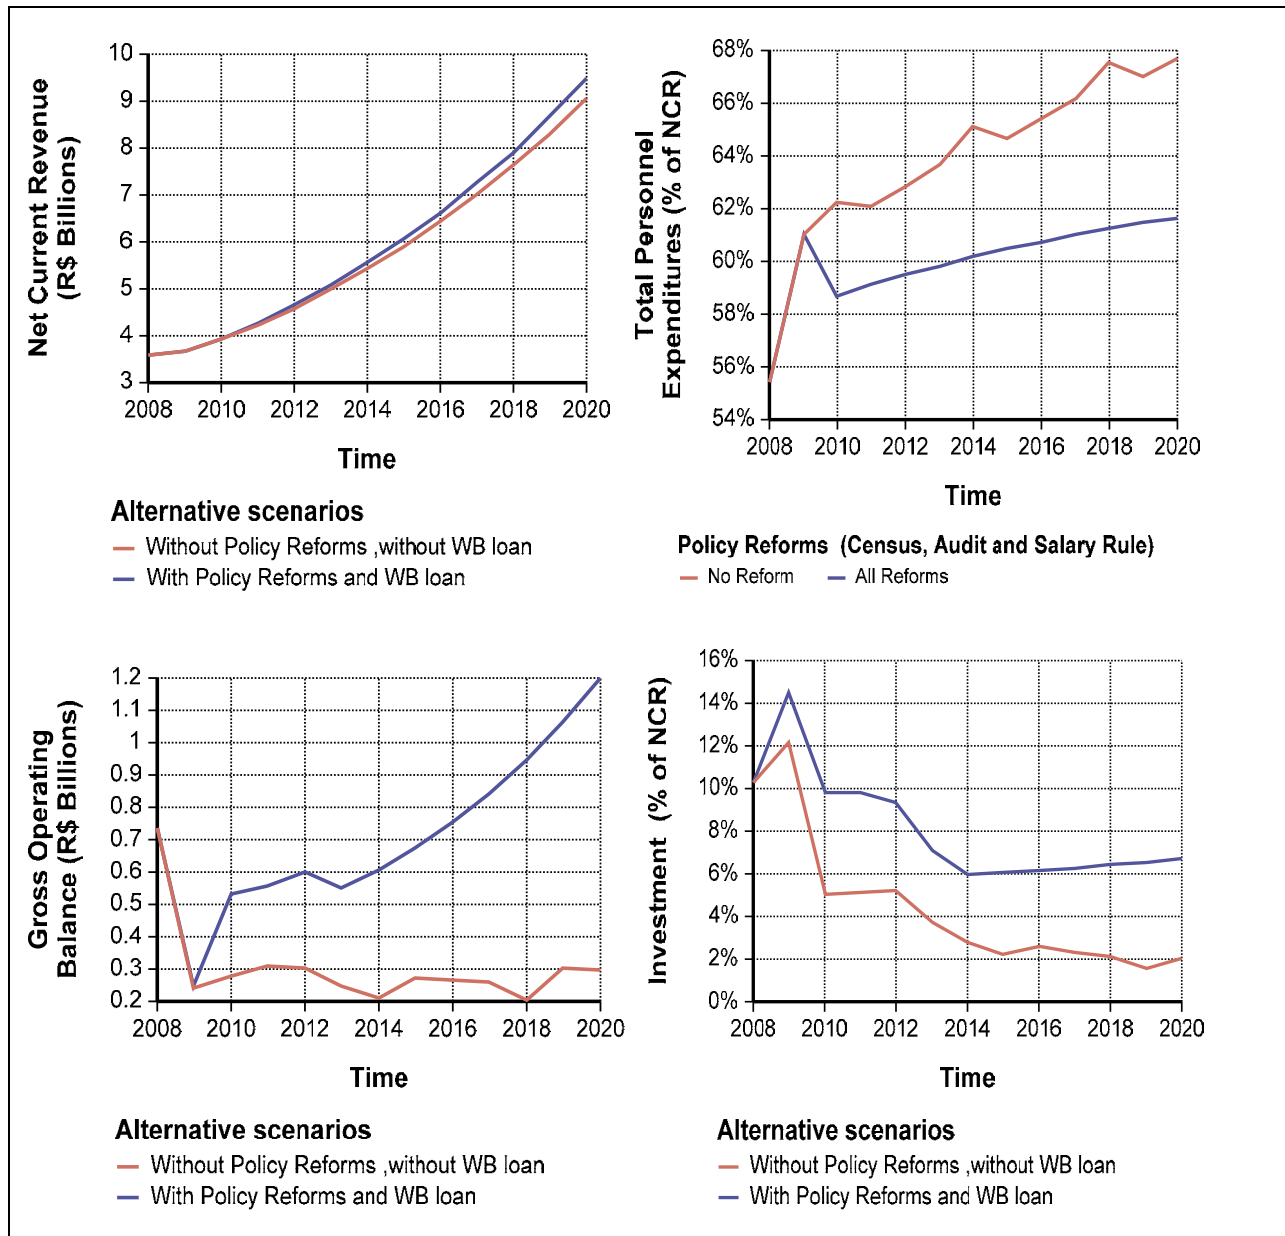 Net Current Revenue
(R$ Billions)
10
9
8
7
6
5
4
3
2008 2010 2012 2014 2016 2018 2020
Time
Alternative scenarios
Without Policy Reforms ,without WB loan
With Policy Reforms and WB loan
Total Personnel
Expenditures (% of NCR)
68%
66%
64%
62%
60%
58%
56%
54%
2008 2010 2012 2014 2016 2018 2020
Time
Policy Reforms (Census, Audit and Salary Rule)
No Reform All Reforms
Gross Operating
Balance (R$ Billions)
1.2
1.1
1
0.9
0.8
0.7
0.6
0.5
0.4
0.3
0.2
2008 2010 2012 2014 2016 2018 2020
Time
Alternative scenarios
Without Policy Reforms ,without WB loan
With Policy Reforms and WB loan
Investment (% of NCR)
16%
14%
12%
10%
8%
6%
4%
2%
0%
2008 2010 2012 2014 2016 2018 2020
Time
Alternative scenarios
Without Policy Reforms ,without WB loan
With Policy Reforms and WB loan